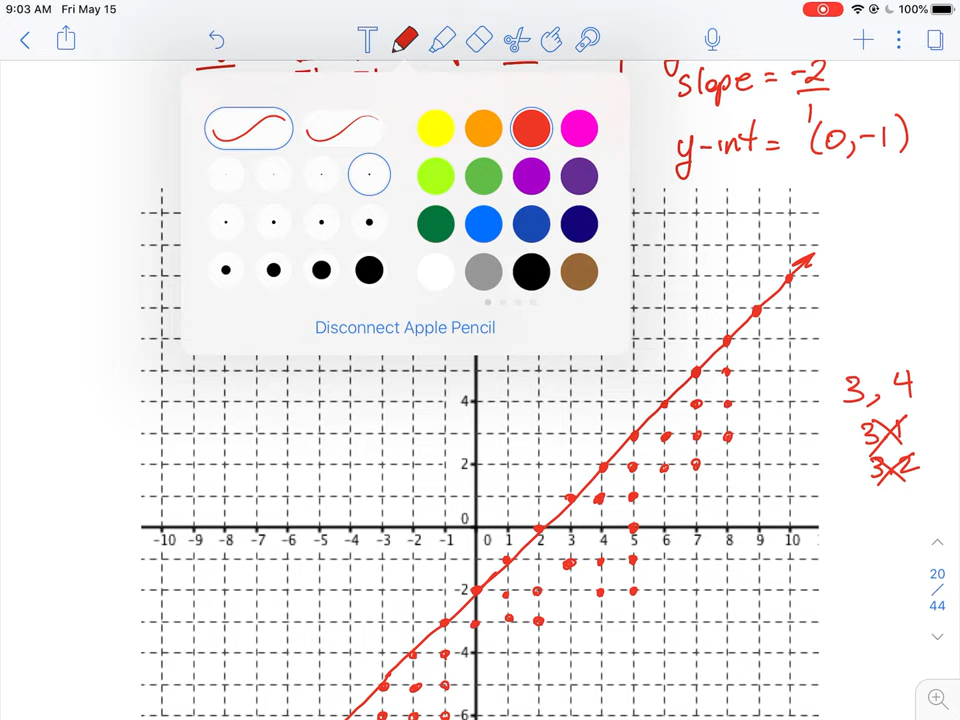 9:03 AM Fri May 15 100%
T
slope = -2
1
y-int = (0, -1)
Disconnect Apple Pencil
4
3, 4
3x1
2
3x2
0
-10 -9 -8 -7 -6 -5 -4 -3 -2 -1 0 1 2 3 4 5 6 7 8 9 10
20
/
44
2
-4
-6